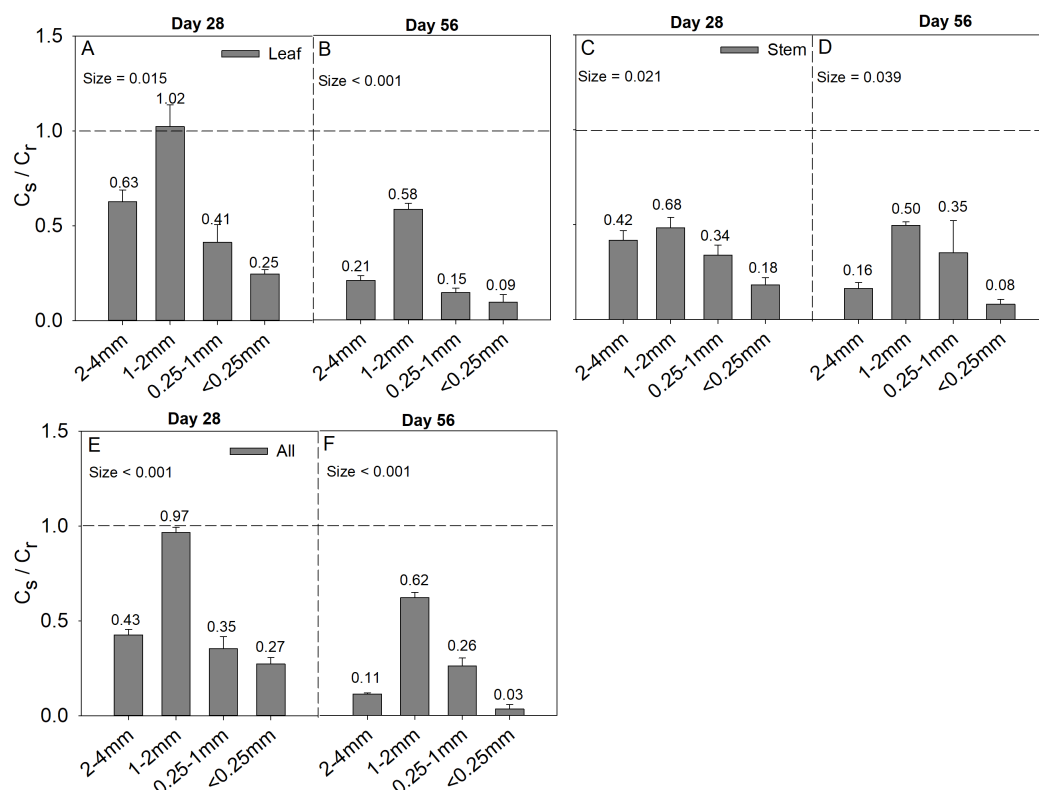 Day 28
Day 56
A
Leaf
Size = 0.015
B
Size < 0.001
1.5
1.0
0.5
0.0
Cs / Cr
0.63
1.02
0.41
0.25
0.21
0.58
0.15
0.09
2-4mm
1-2mm
0.25-1mm
<0.25mm
2-4mm
1-2mm
0.25-1mm
<0.25mm
Day 28
Day 56
C
Stem
Size = 0.021
D
Size = 0.039
0.42
0.68
0.34
0.18
0.16
0.50
0.35
0.08
2-4mm
1-2mm
0.25-1mm
<0.25mm
2-4mm
1-2mm
0.25-1mm
<0.25mm
Day 28
Day 56
E
All
Size < 0.001
F
Size < 0.001
1.5
1.0
0.5
0.0
Cs / Cr
0.43
0.97
0.35
0.27
0.11
0.62
0.26
0.03
2-4mm
1-2mm
0.25-1mm
<0.25mm
2-4mm
1-2mm
0.25-1mm
<0.25mm